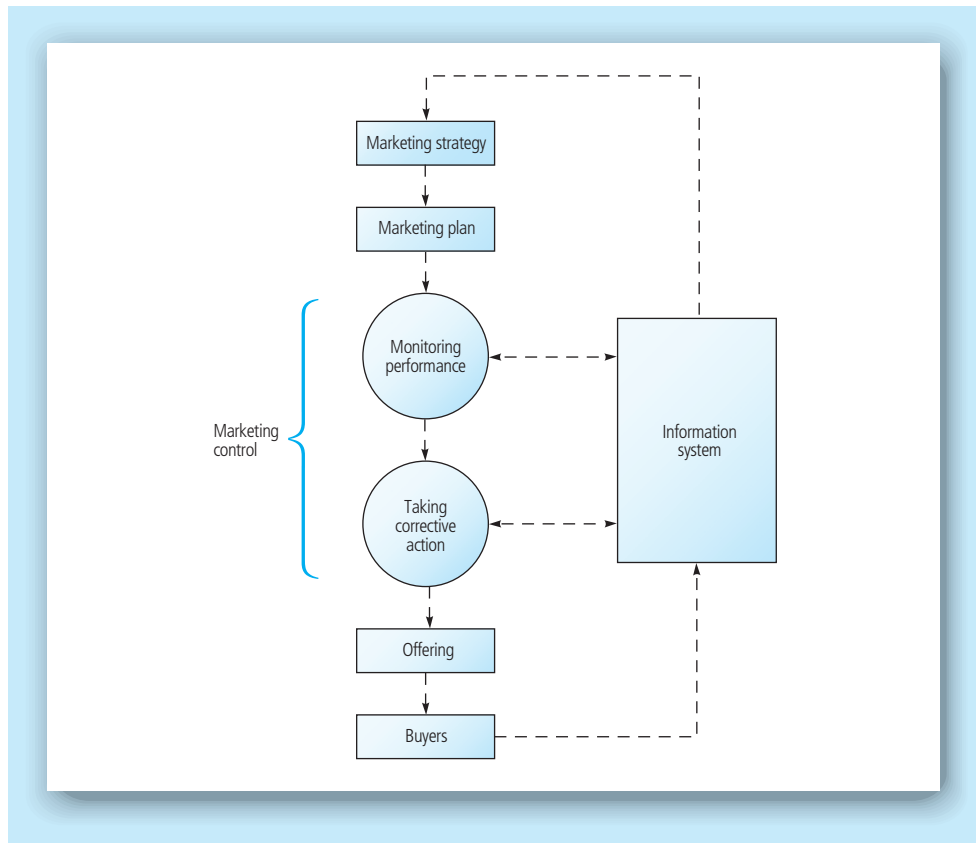 Marketing strategy
Marketing plan
Monitoring
performance
Marketing
control
Information
system
Taking
corrective
action
Offering
Buyers